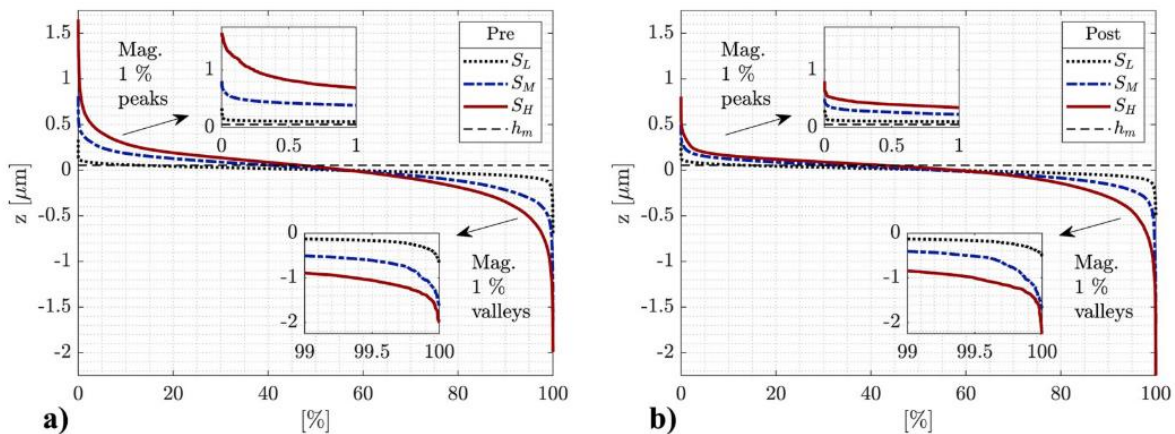 1.5
1
0.5
0
-0.5
-1
-1.5
-2
z [μm]
0
20
40
60
80
100
[%]
a)
Mag.
1 %
peaks
1
0
0
0.5
1
Pre
S_L
S_M
S_H
h_m
0
-1
-2
99
99.5
100
Mag.
1 %
valleys
1.5
1
0.5
0
-0.5
-1
-1.5
-2
z [μm]
0
20
40
60
80
100
[%]
b)
Mag.
1 %
peaks
1
0
0
0.5
1
Post
S_L
S_M
S_H
h_m
0
-1
-2
99
99.5
100
Mag.
1 %
valleys